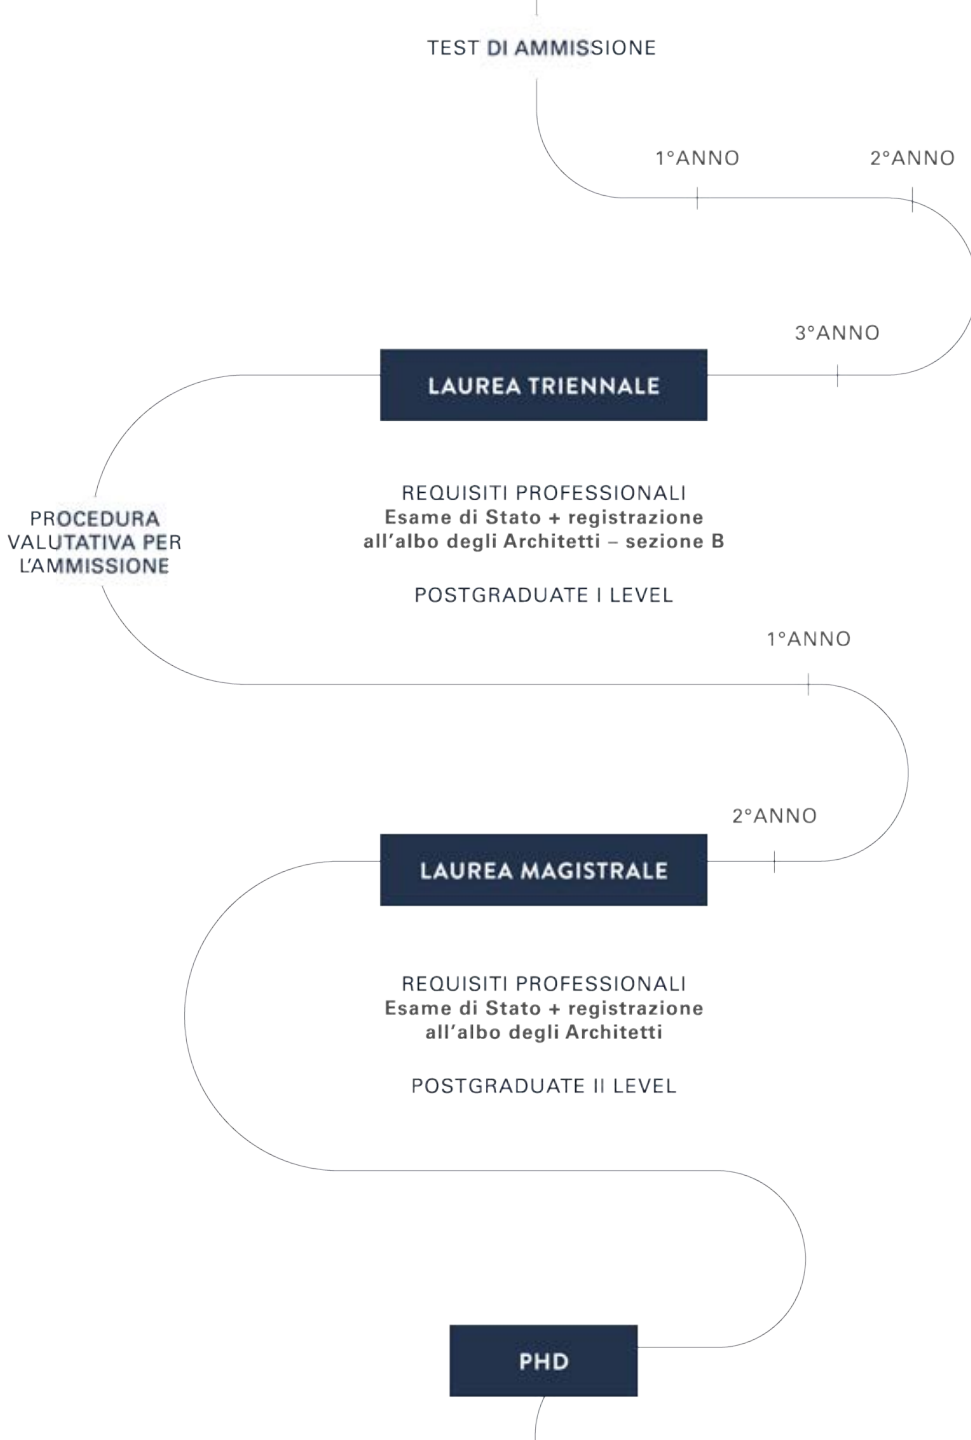 TEST DI AMMISSIONE
1°ANNO
2°ANNO
3°ANNO
LAUREA TRIENNALE
REQUISITI PROFESSIONALI
Esame di Stato + registrazione
all’albo degli Architetti – sezione B
POSTGRADUATE I LEVEL
PROCEDURA
VALUTATIVA PER
L’AMMISSIONE
1°ANNO
2°ANNO
LAUREA MAGISTRALE
REQUISITI PROFESSIONALI
Esame di Stato + registrazione
all’albo degli Architetti
POSTGRADUATE II LEVEL
PHD